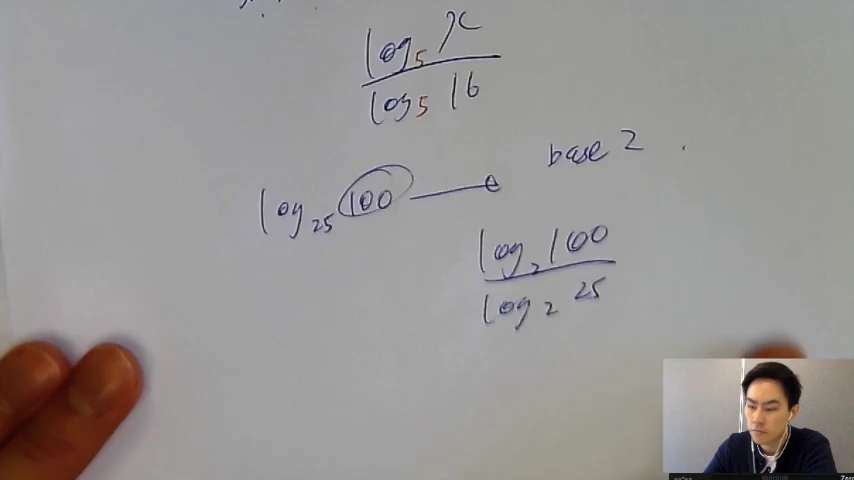 log₅ x
log₅ 16
base 2 .
log₂₅ 100
log₂ 100
log₂ 25